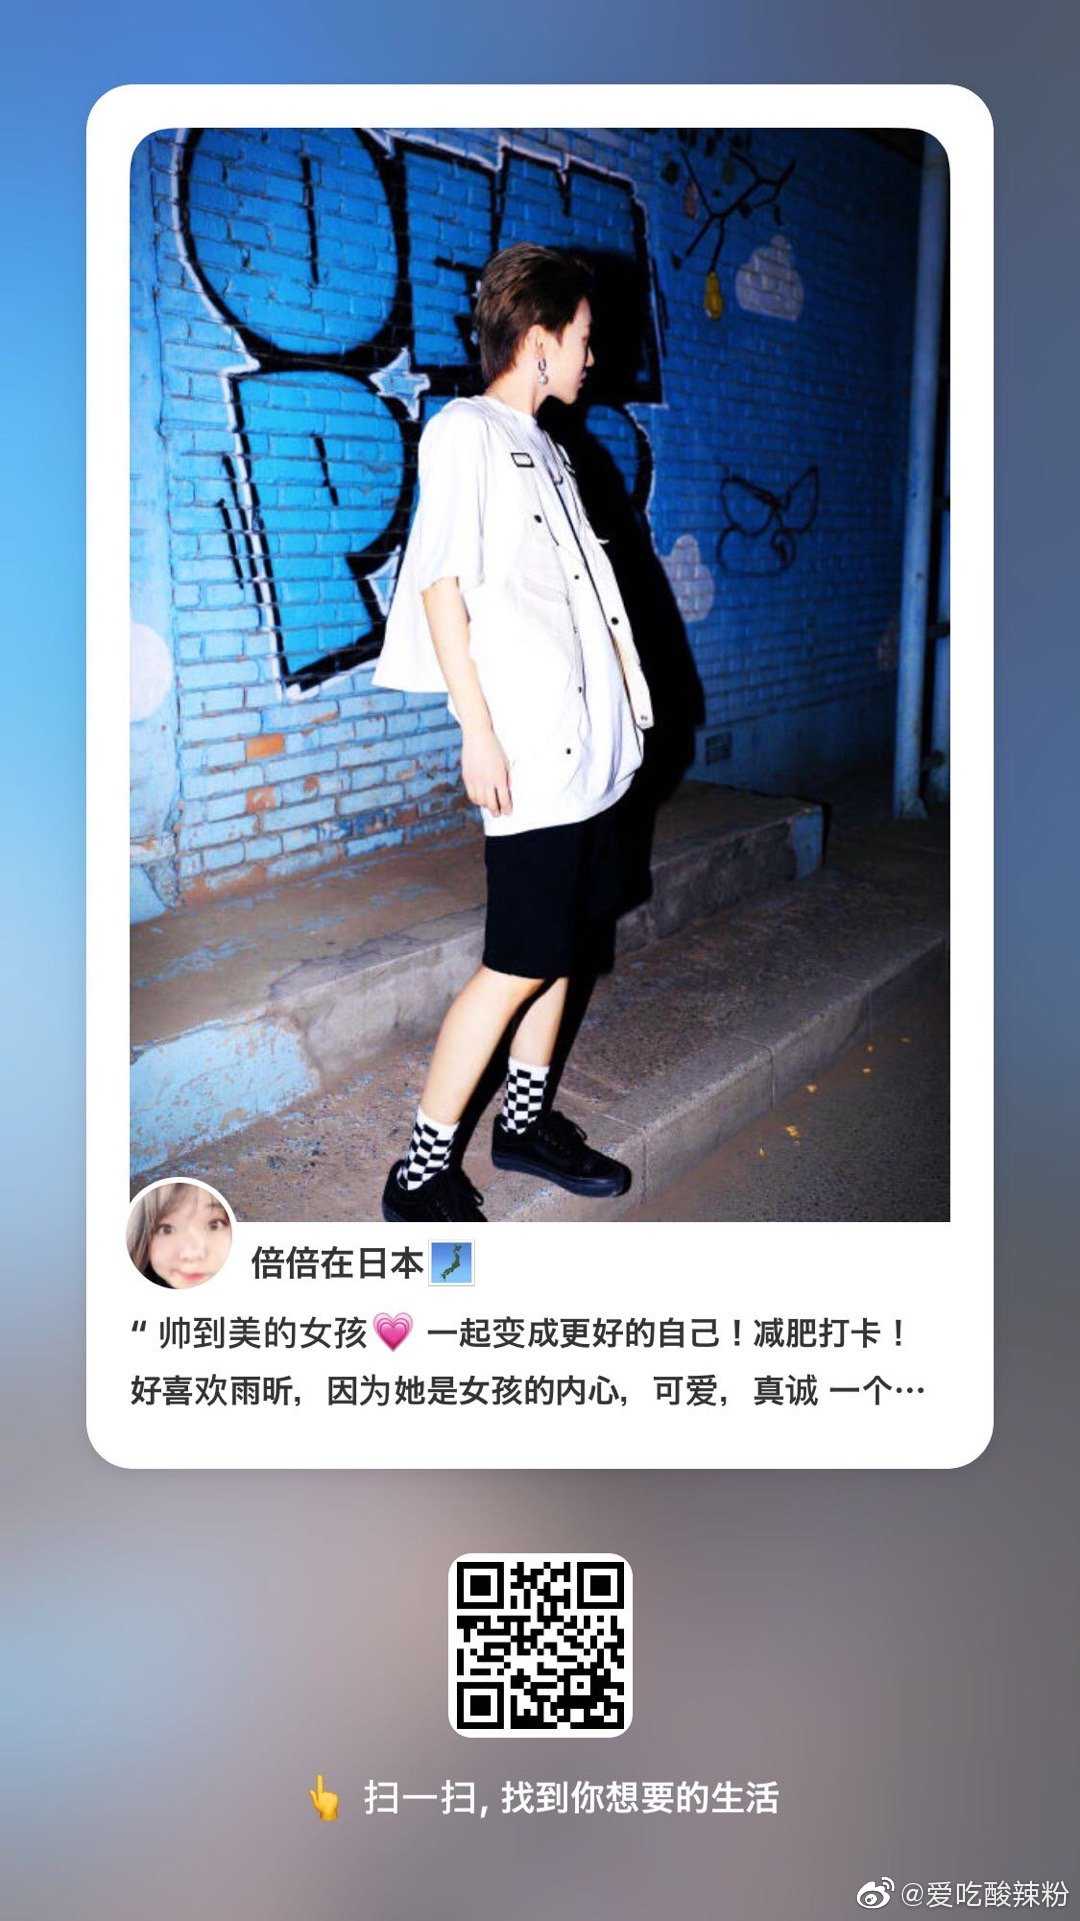 倍倍在日本🗾
“ 帅到美的女孩💗 一起变成更好的自己！减肥打卡！
好喜欢雨昕，因为她是女孩的内心，可爱，真诚 一个…
👆 扫一扫, 找到你想要的生活
@爱吃酸辣粉